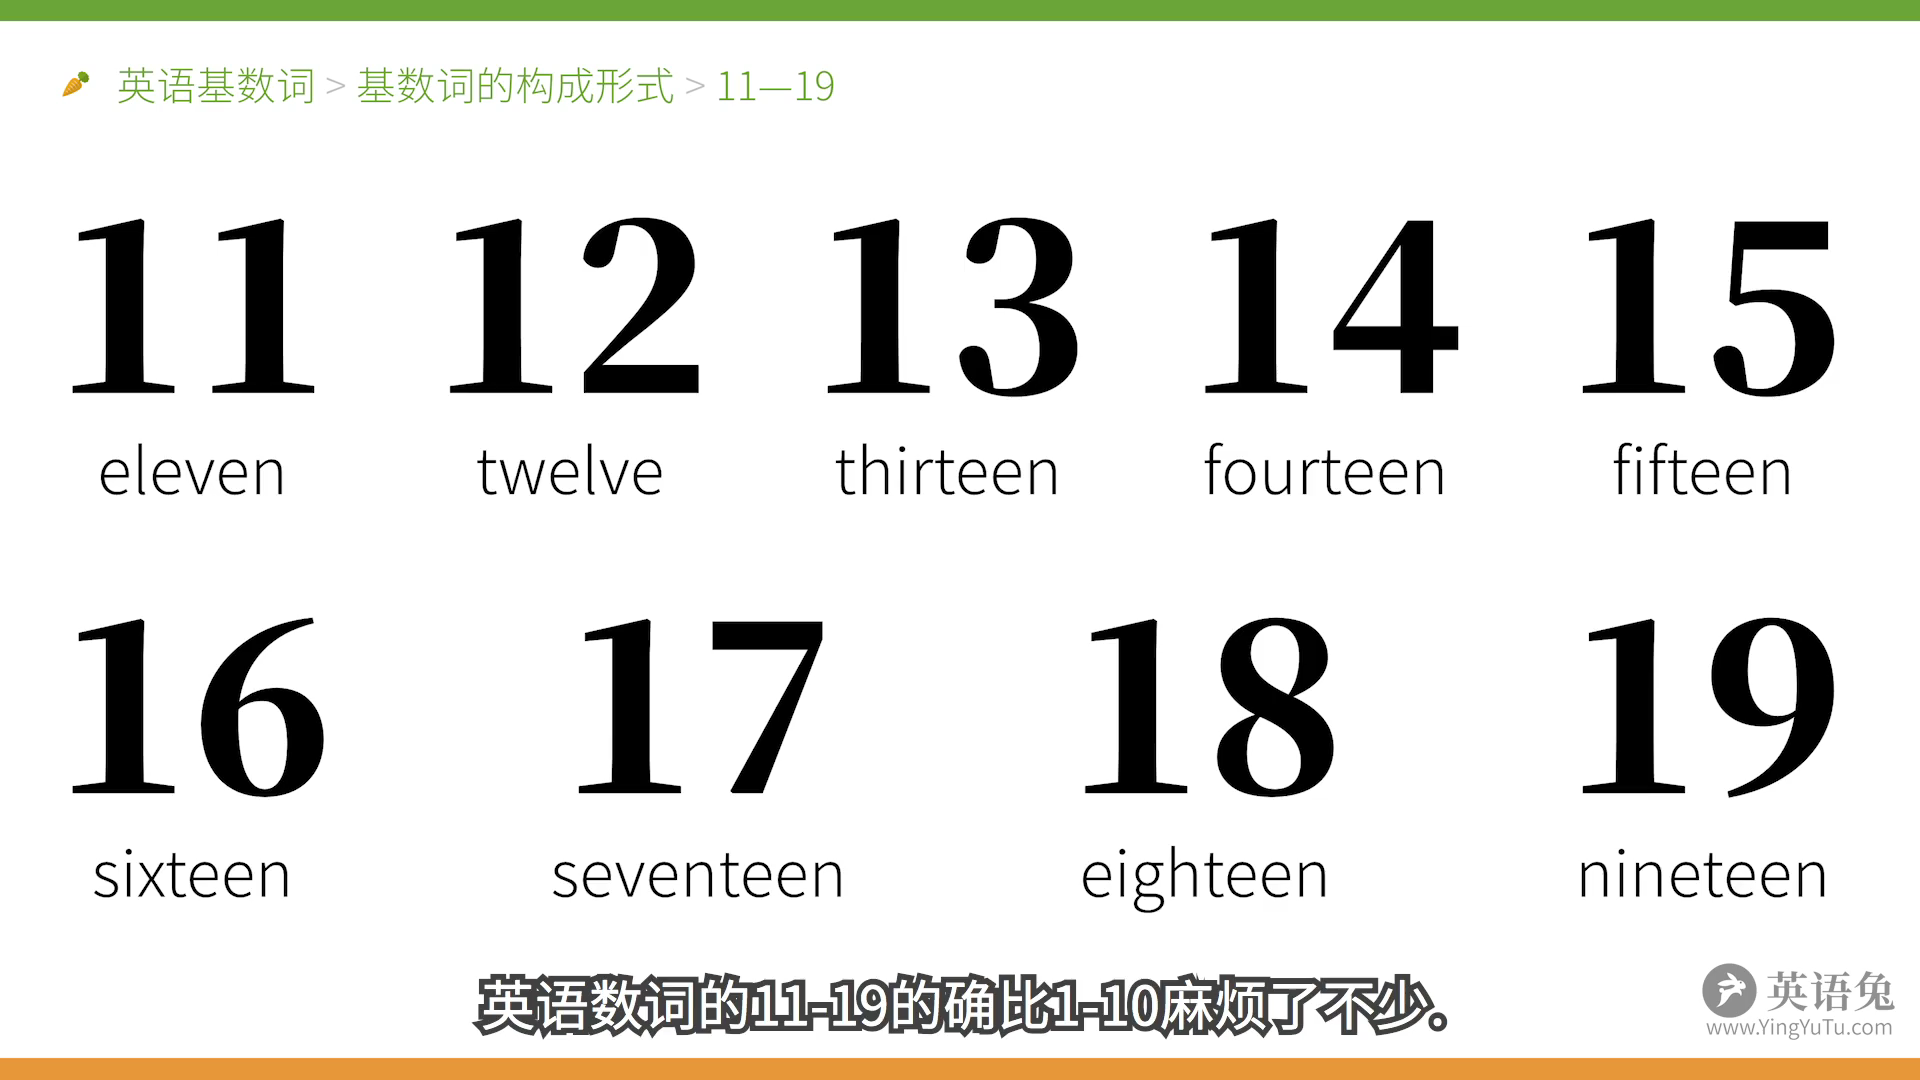 英语基数词 > 基数词的构成形式 > 11—19
11 12 13 14 15
eleven twelve thirteen fourteen fifteen
16 17 18 19
sixteen seventeen eighteen nineteen
英语数词的11-19的确比1-10麻烦了不少。
英语兔
www.YingYuTu.com